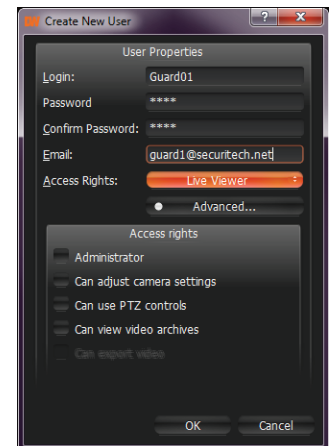 Create New User
User Properties
Login: Guard01
Password ****
Confirm Password: ****
Email: guard1@securitech.net
Access Rights: Live Viewer
Advanced...
Access rights
Administrator
Can adjust camera settings
Can use PTZ controls
Can view video archives
Can export video
OK Cancel